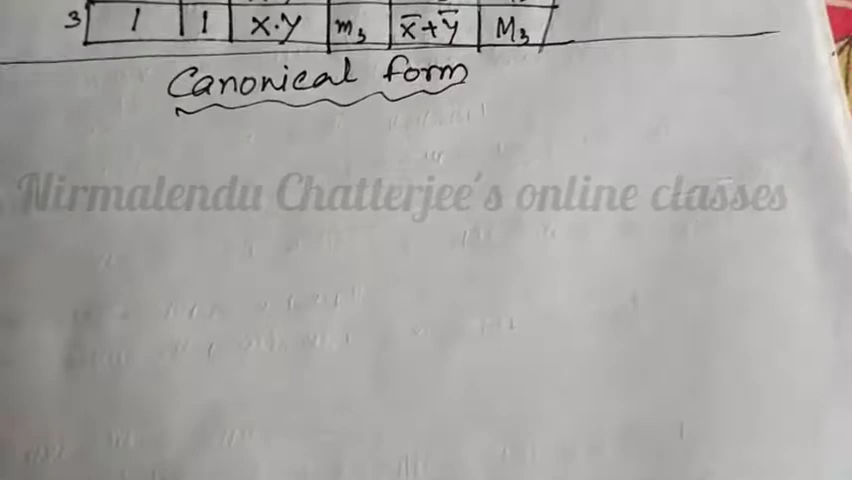 3 1 1 x·y m₃ x̅+y̅ M₃
Canonical form
Nirmalendu Chatterjee's online classes